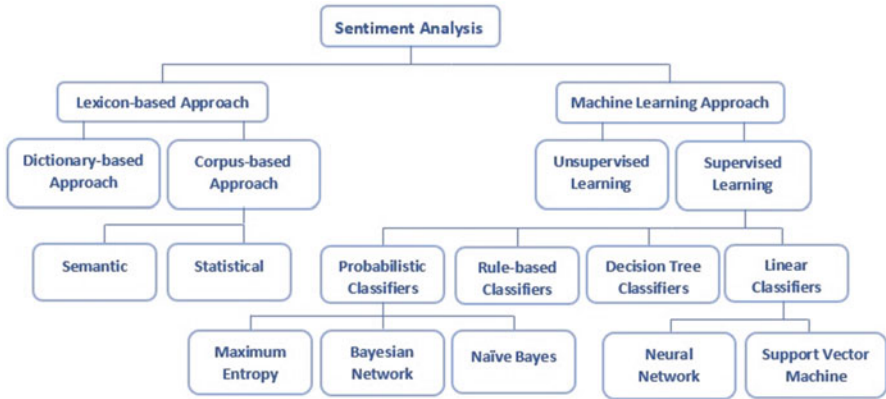 Sentiment Analysis
Lexicon-based Approach
Machine Learning Approach
Dictionary-based
Approach
Corpus-based
Approach
Unsupervised
Learning
Supervised
Learning
Semantic
Statistical
Probabilistic
Classifiers
Rule-based
Classifiers
Decision Tree
Classifiers
Linear
Classifiers
Maximum
Entropy
Bayesian
Network
Naïve Bayes
Neural
Network
Support Vector
Machine